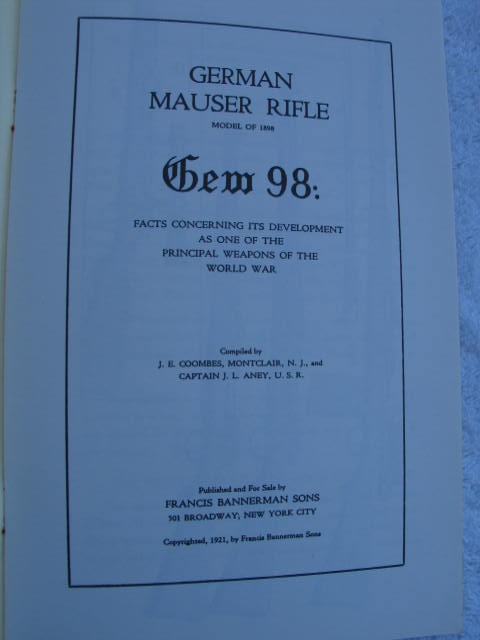 GERMAN
MAUSER RIFLE
MODEL OF 1898
Gew 98:
FACTS CONCERNING ITS DEVELOPMENT
AS ONE OF THE
PRINCIPAL WEAPONS OF THE
WORLD WAR
Compiled by
J. E. COOMBES, MONTCLAIR, N. J., and
CAPTAIN J. L. ANEY, U. S. R.
Published and For Sale by
FRANCIS BANNERMAN SONS
501 BROADWAY, NEW YORK CITY
Copyrighted, 1921, by Francis Bannerman Sons